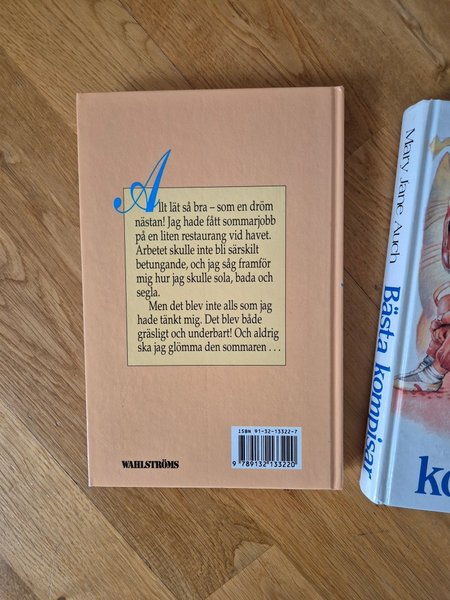 Allt lät så bra – som en dröm
nästan! Jag hade fått sommarjobb
på en liten restaurang vid havet.
Arbetet skulle inte bli särskilt
betungande, och jag såg framför
mig hur jag skulle sola, bada och
segla.
Men det blev inte alls som jag
hade tänkt mig. Det blev både
gräsligt och underbart! Och aldrig
ska jag glömma den sommaren . . .
ISBN 91-32-13322-7
9 789132 133220
WAHLSTRÖMS
Mary Jane Auch
Bästa kompisar
ko